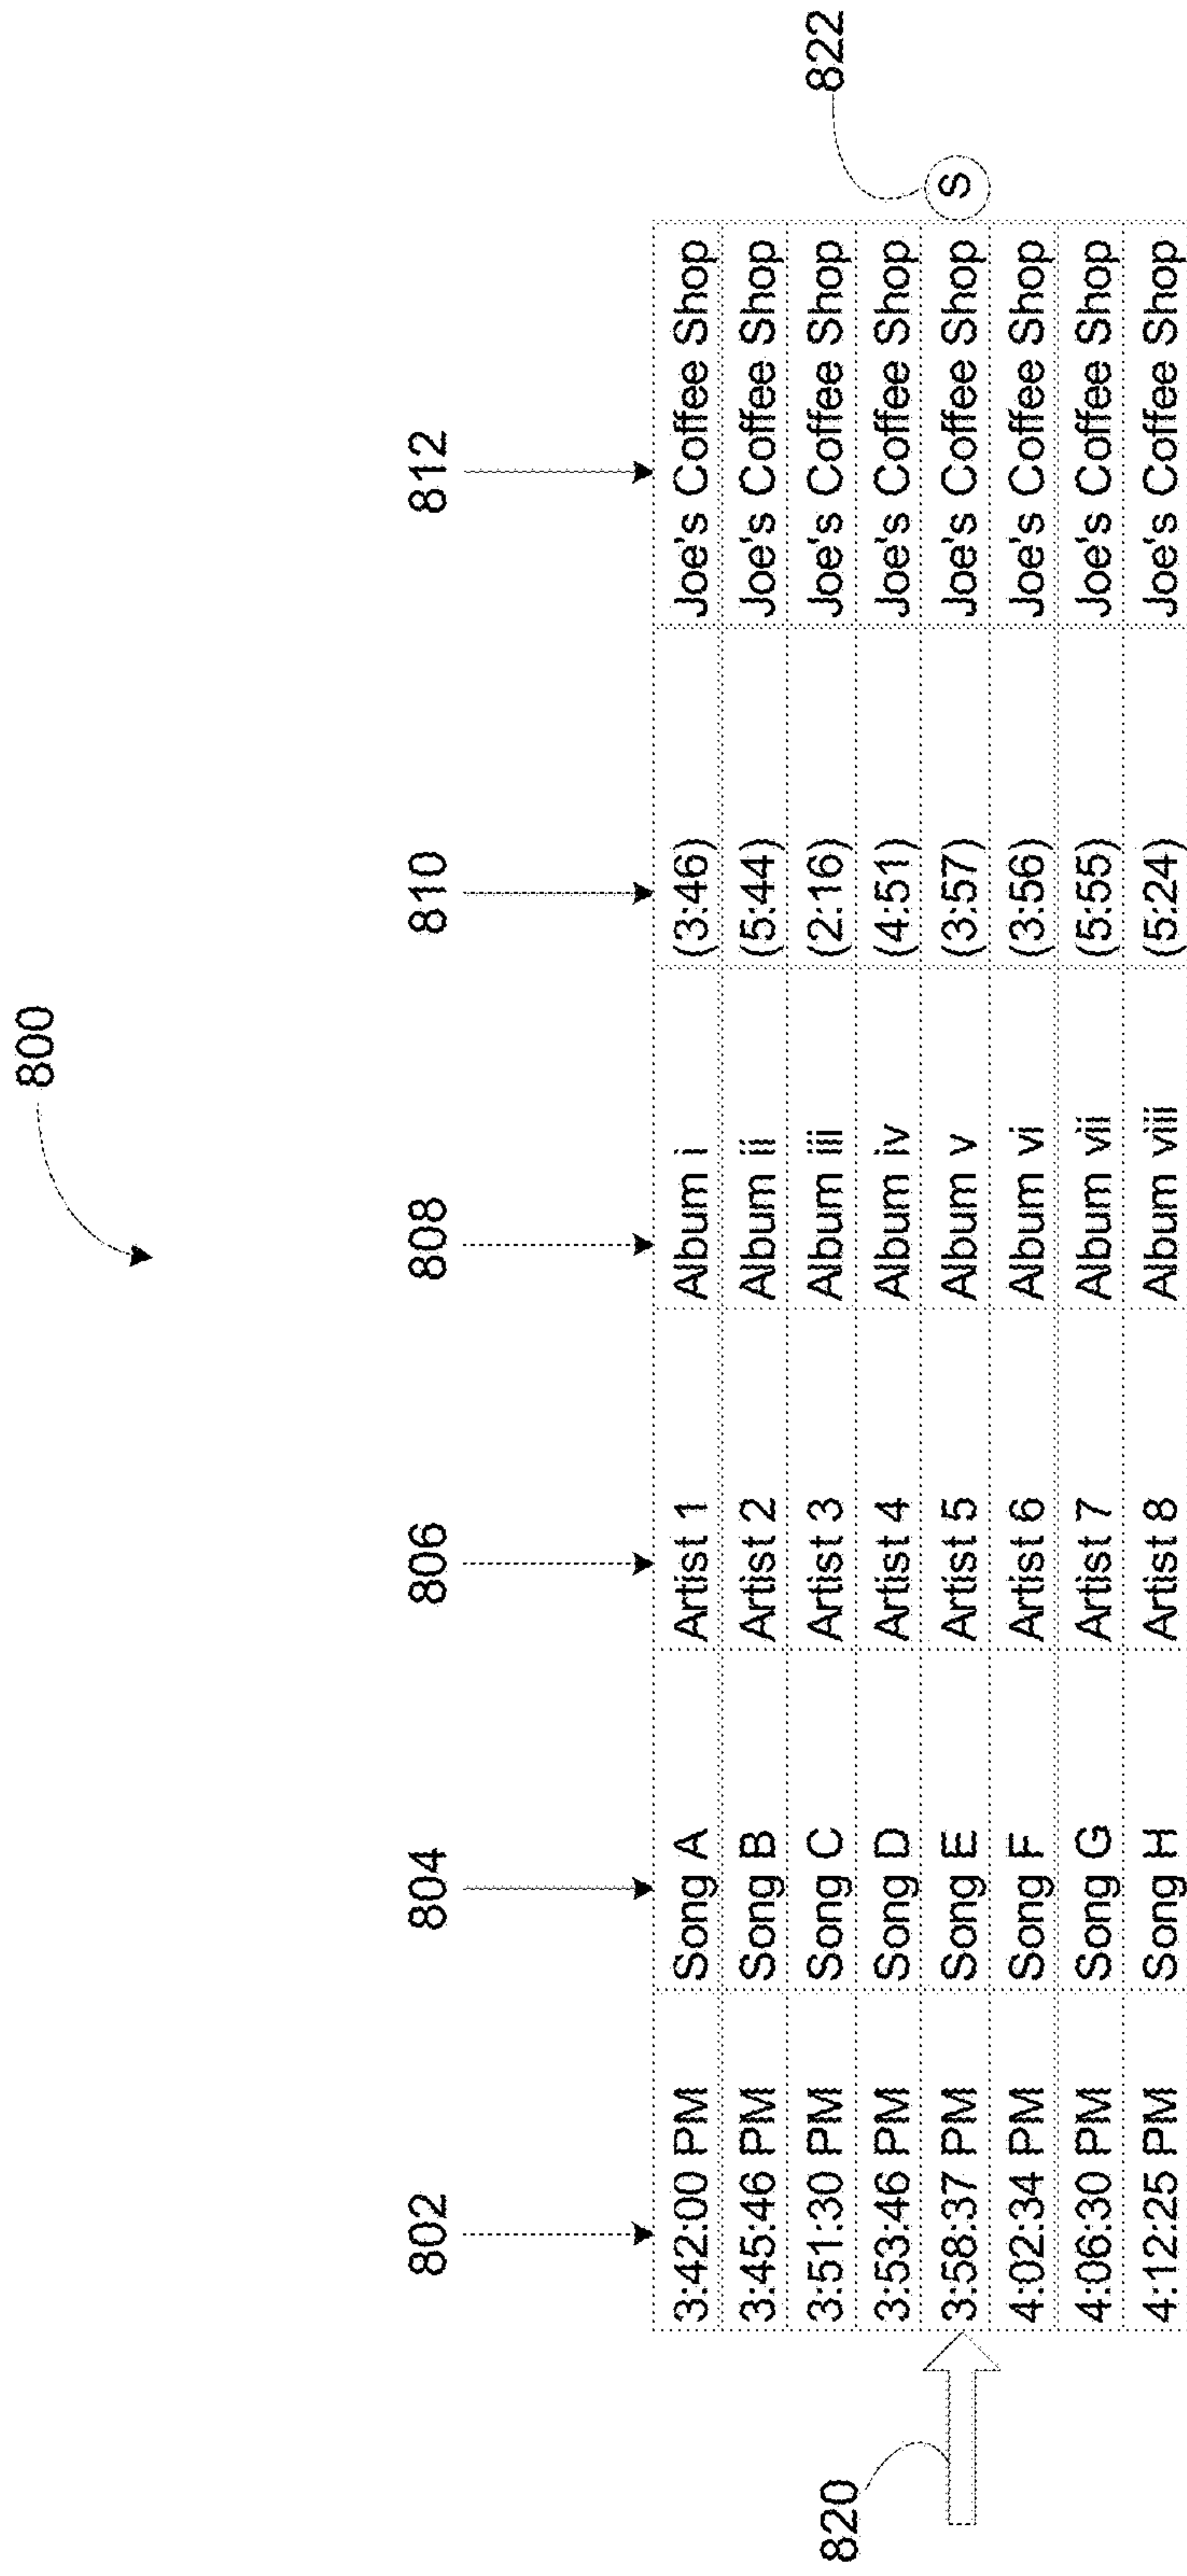 800
802 804 806 808 810 812
3:42:00 PM Song A Artist 1 Album i (3:46) Joe's Coffee Shop
3:45:46 PM Song B Artist 2 Album ii (5:44) Joe's Coffee Shop
3:51:30 PM Song C Artist 3 Album iii (2:16) Joe's Coffee Shop
3:53:46 PM Song D Artist 4 Album iv (4:51) Joe's Coffee Shop
820
822
3:58:37 PM Song E Artist 5 Album v (3:57) Joe's Coffee Shop S
4:02:34 PM Song F Artist 6 Album vi (3:56) Joe's Coffee Shop
4:06:30 PM Song G Artist 7 Album vii (5:55) Joe's Coffee Shop
4:12:25 PM Song H Artist 8 Album viii (5:24) Joe's Coffee Shop